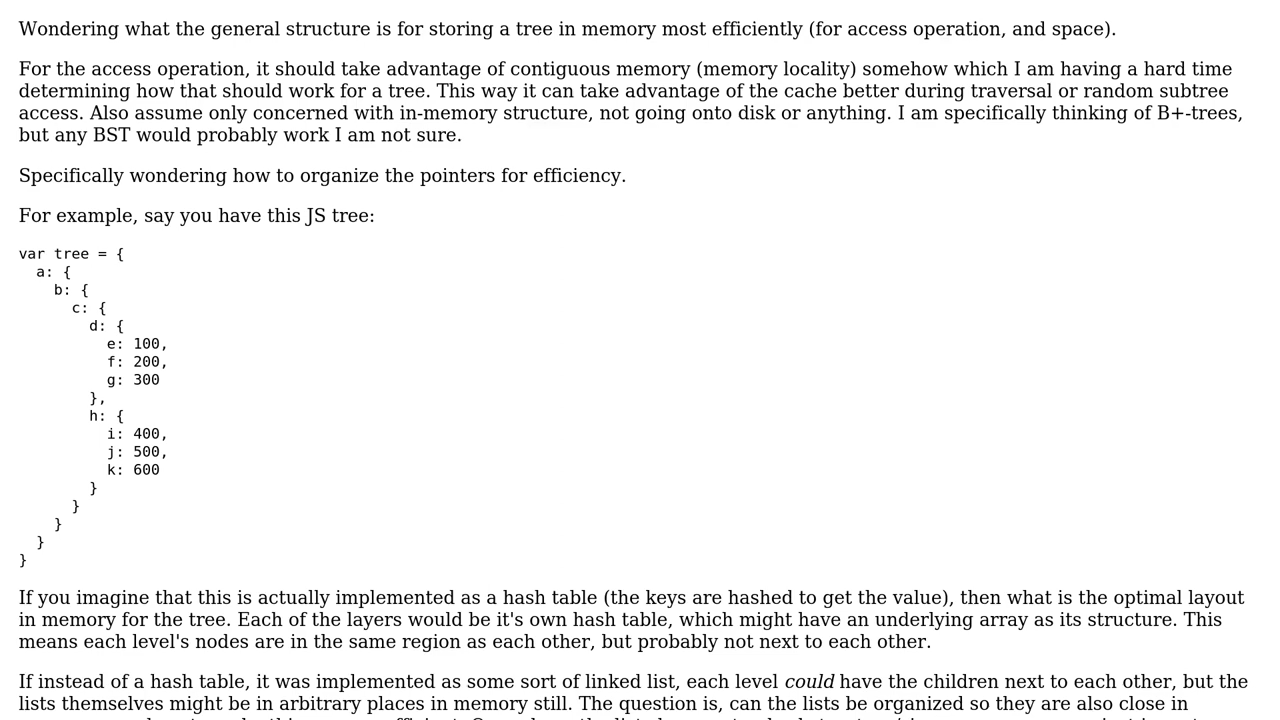 Wondering what the general structure is for storing a tree in memory most efficiently (for access operation, and space).
For the access operation, it should take advantage of contiguous memory (memory locality) somehow which I am having a hard time
determining how that should work for a tree. This way it can take advantage of the cache better during traversal or random subtree
access. Also assume only concerned with in-memory structure, not going onto disk or anything. I am specifically thinking of B+-trees,
but any BST would probably work I am not sure.
Specifically wondering how to organize the pointers for efficiency.
For example, say you have this JS tree:
var tree = {
  a: {
    b: {
      c: {
        d: {
          e: 100,
          f: 200,
          g: 300
        },
        h: {
          i: 400,
          j: 500,
          k: 600
        }
      }
    }
  }
}
If you imagine that this is actually implemented as a hash table (the keys are hashed to get the value), then what is the optimal layout
in memory for the tree. Each of the layers would be it's own hash table, which might have an underlying array as its structure. This
means each level's nodes are in the same region as each other, but probably not next to each other.
If instead of a hash table, it was implemented as some sort of linked list, each level could have the children next to each other, but the
lists themselves might be in arbitrary places in memory still. The question is, can the lists be organized so they are also close in